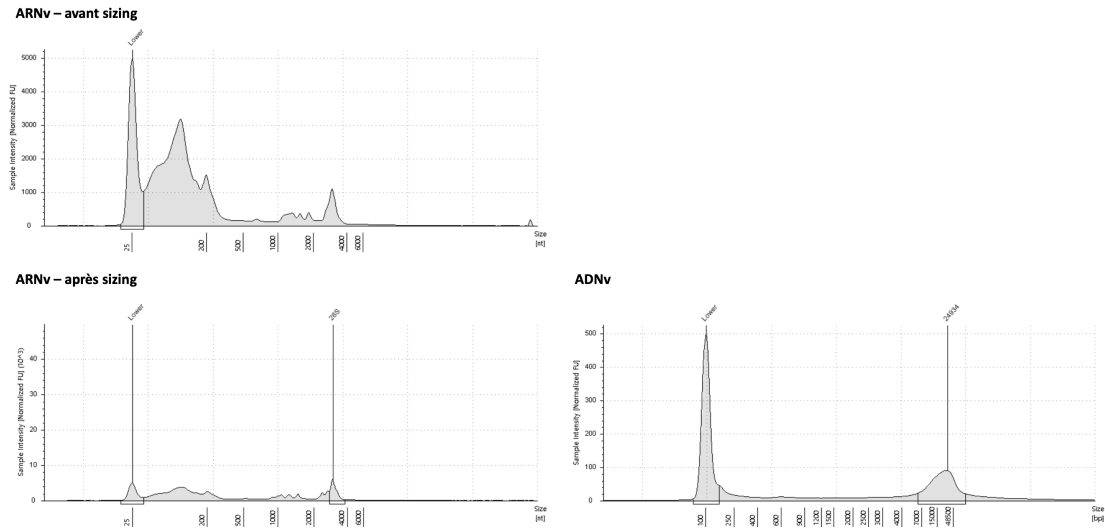 ARNv – avant sizing
Lower
5000
4000
3000
2000
1000
0
Sample Intensity [Normalized FU]
25
200
500
1000
2000
4000
6000
Size
[nt]
ARNv – après sizing
Lower
28S
40
30
20
10
0
Sample Intensity [Normalized FU] (10^3)
25
200
500
1000
2000
4000
6000
Size
[nt]
ADNv
Lower
24934
500
400
300
200
100
0
Sample Intensity [Normalized FU]
100
250
400
600
900
1200
1500
2000
2500
3000
4000
7000
15000
48500
Size
[bp]